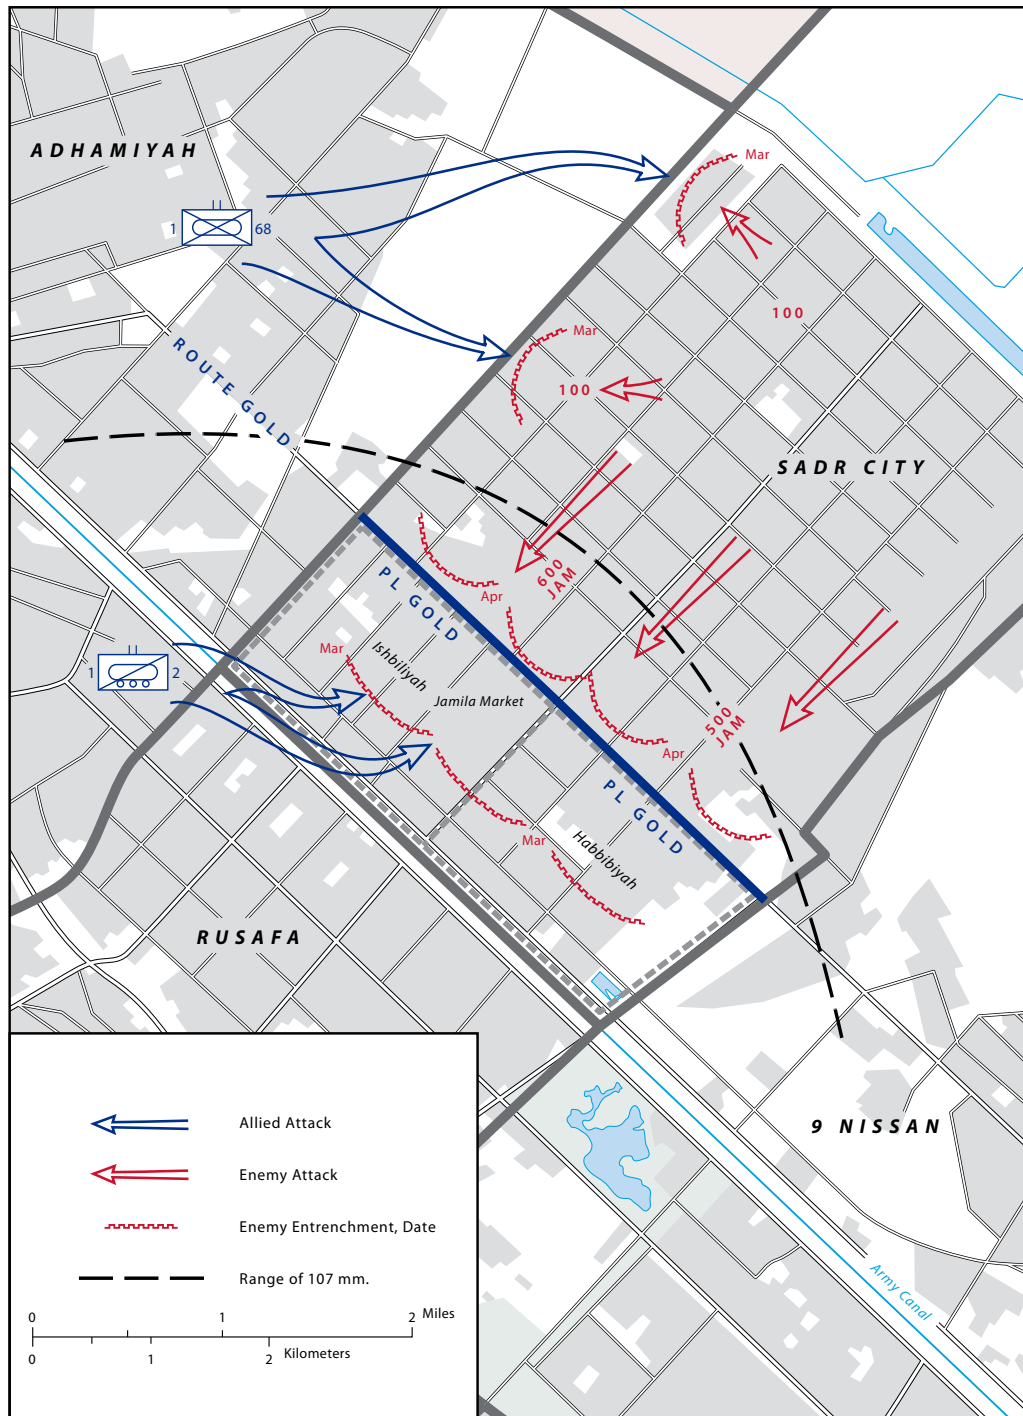 ADHAMIYAH
Mar
1
68
100
ROUTE GOLD
Mar
100
SADR CITY
600
JAM
PL GOLD
Apr
Mar
1
2
Ishbiliyah
Jamila Market
500
JAM
Apr
PL GOLD
Mar
Habbibiyah
RUSAFA
9 NISSAN
Army Canal
Allied Attack
Enemy Attack
Enemy Entrenchment, Date
Range of 107 mm.
0 1 2 Miles
0 1 2 Kilometers